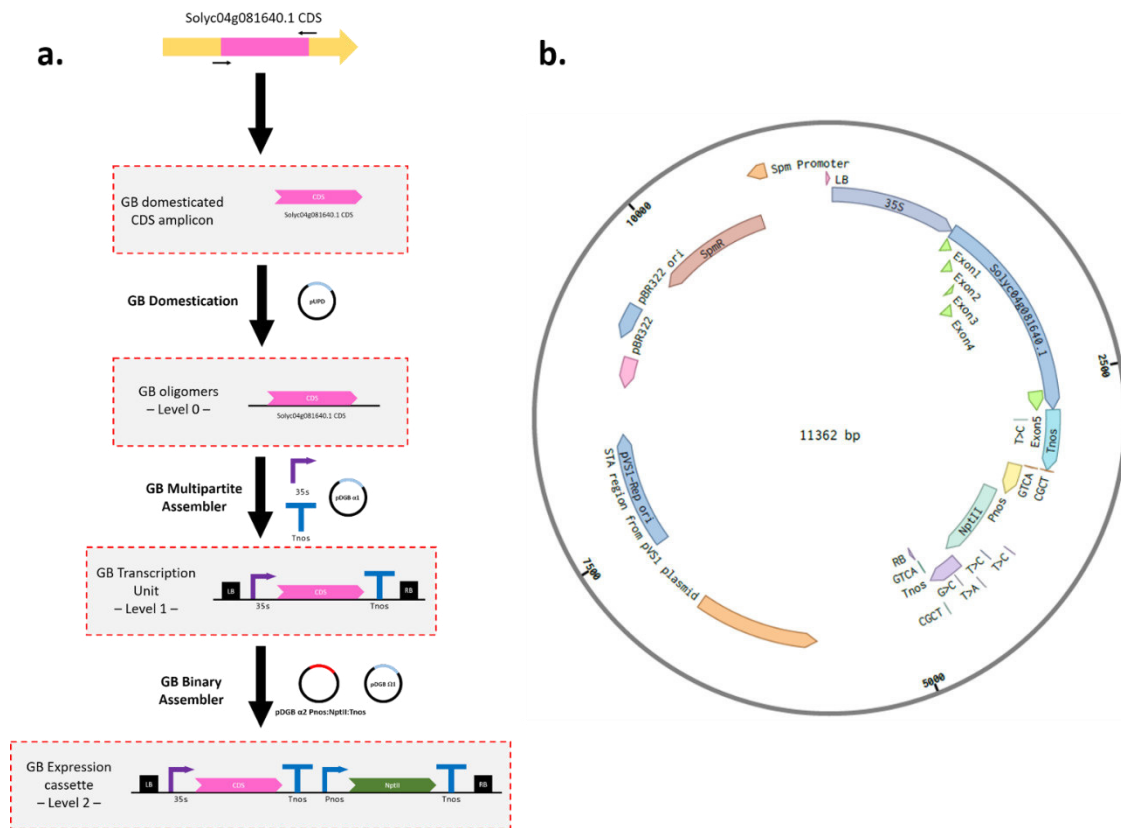 Solyc04g081640.1 CDS
a.
GB domesticated
CDS amplicon
CDS
Solyc04g081640.1 CDS
GB Domestication
pUPD
GB oligomers
– Level 0 –
CDS
Solyc04g081640.1 CDS
GB Multipartite
Assembler
35s
pDGB α1
Tnos
GB Transcription
Unit
– Level 1 –
LB
35s
CDS
Tnos
RB
GB Binary
Assembler
pDGB Ω1
pDGB α2 Pnos:NptII:Tnos
GB Expression
cassette
– Level 2 –
LB
35s
CDS
Tnos
Pnos
NptII
Tnos
RB
b.
Spm Promoter
LB
35S
10000
SpmR
pBR322 ori
pBR322
Exon1
Exon2
Exon3
Exon4
Solyc04g081640.1
2500
11362 bp
Exon5
T>C
Tnos
GTCA
CGCT
Pnos
NptII
pVS1-Rep ori
STA region from pVS1 plasmid
7500
RB
GTCA
Tnos
CGCT
G>C
T>A
T>C
T>C
5000